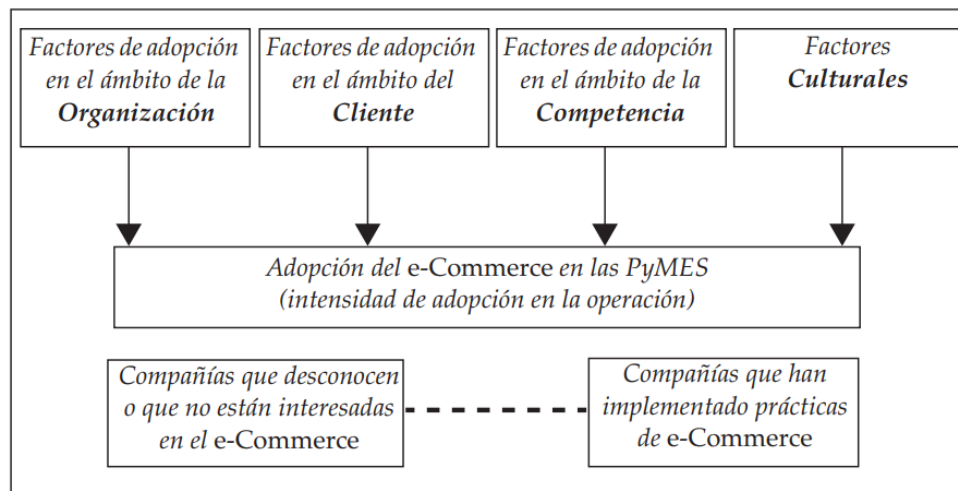 Factores de adopción
en el ámbito de la
Organización
Factores de adopción
en el ámbito del
Cliente
Factores de adopción
en el ámbito de la
Competencia
Factores
Culturales
Adopción del e-Commerce en las PyMES
(intensidad de adopción en la operación)
Compañías que desconocen
o que no están interesadas
en el e-Commerce
Compañías que han
implementado prácticas
de e-Commerce